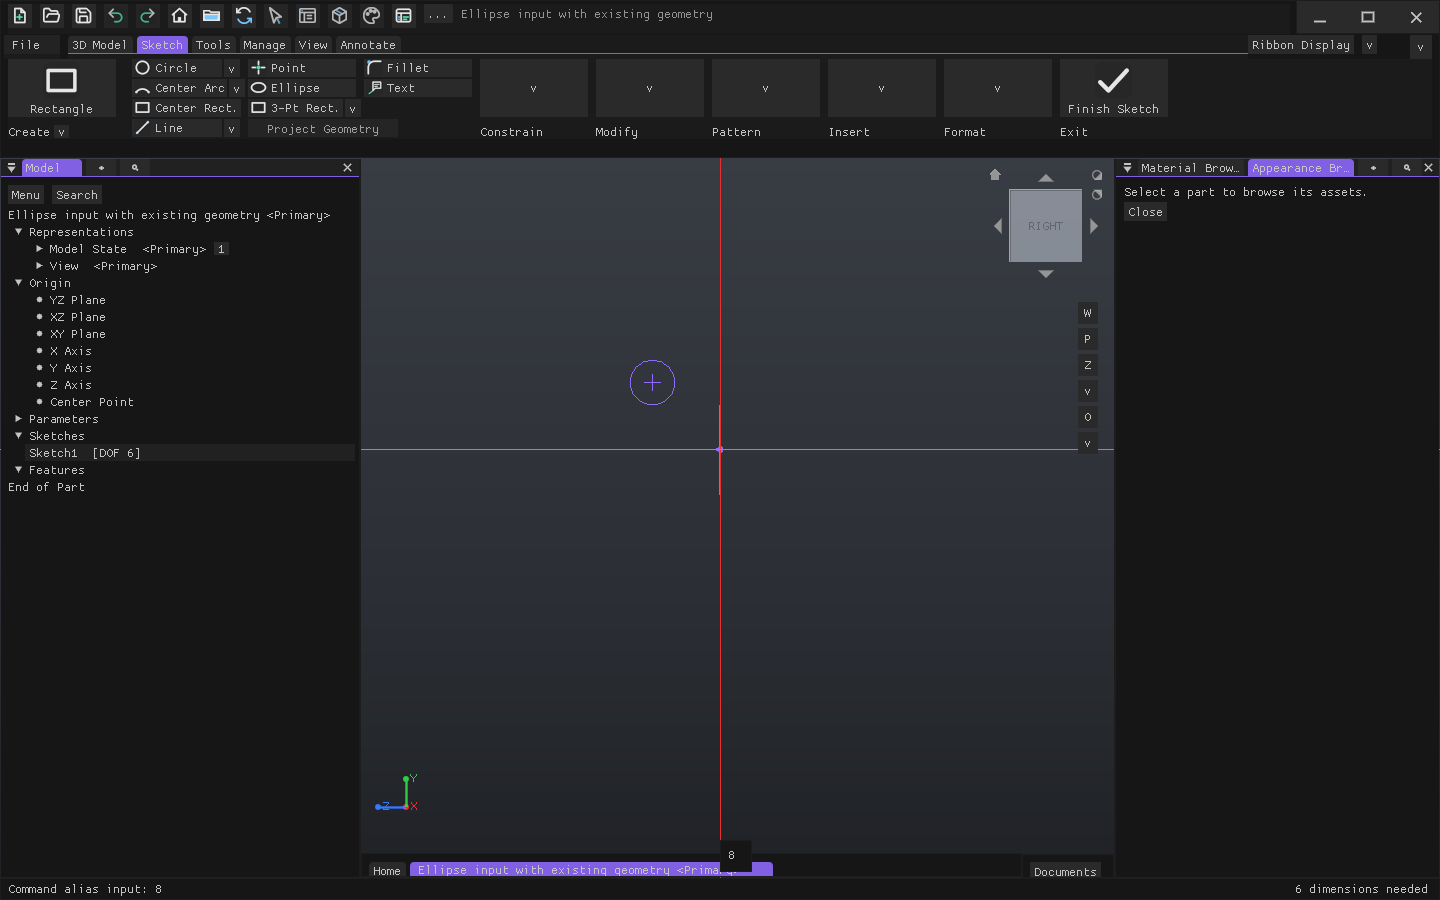 ... Ellipse input with existing geometry
File 3D Model Sketch Tools Manage View Annotate Ribbon Display v v
Rectangle
Create v
Circle v Point Fillet
Center Arc v Ellipse Text
Center Rect. 3-Pt Rect. v
Line v Project Geometry
v v v v v
Constrain Modify Pattern Insert Format
Finish Sketch
Exit
Model
Menu Search
Ellipse input with existing geometry <Primary>
Representations
Model State <Primary> 1
View <Primary>
Origin
YZ Plane
XZ Plane
XY Plane
X Axis
Y Axis
Z Axis
Center Point
Parameters
Sketches
Sketch1 [DOF 6]
Features
End of Part
RIGHT
W
P
Z
v
O
v
Y
Z X
8
Home Ellipse input with existing geometry <Primary> Documents
Material Brow… Appearance Br…
Select a part to browse its assets.
Close
Command alias input: 8 6 dimensions needed